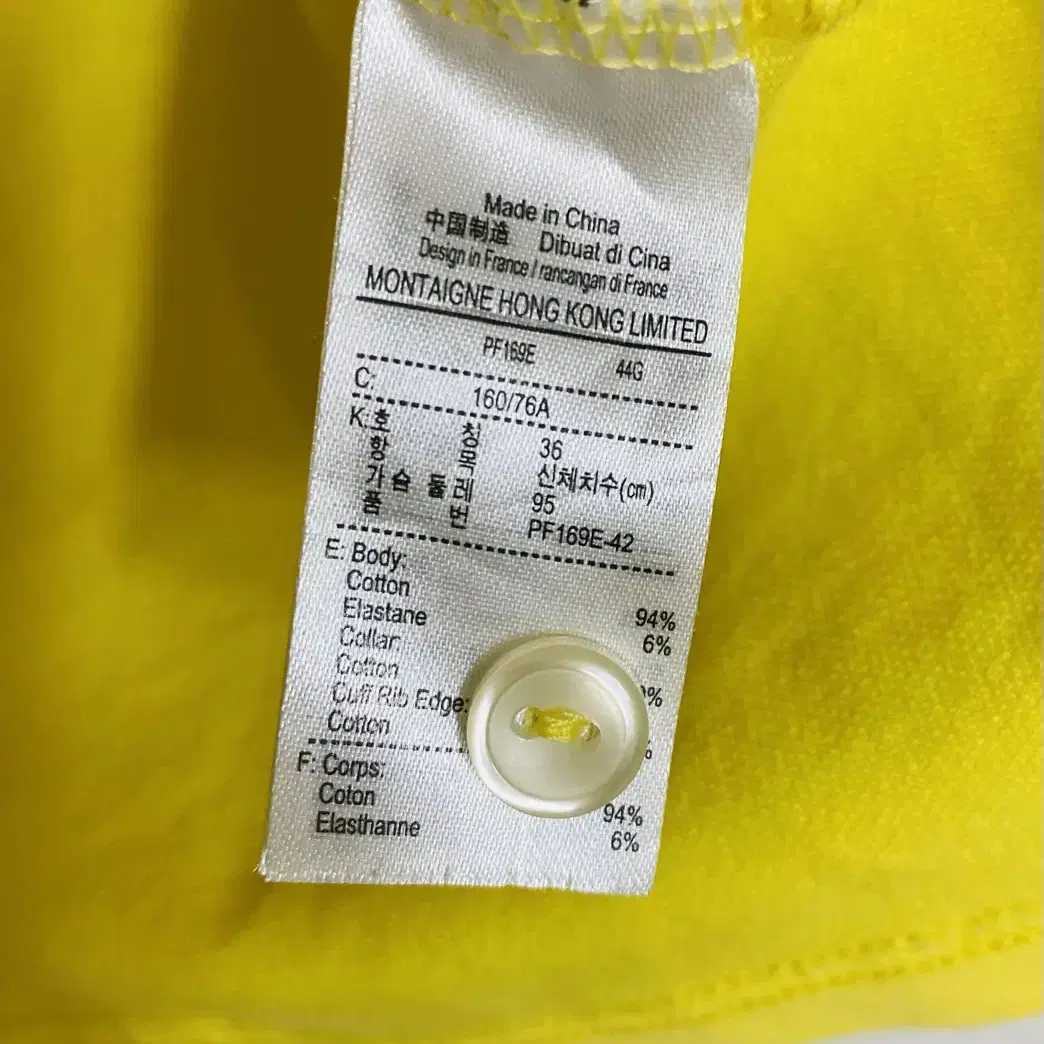 Made in China
中国制造 Dibuat di Cina
Design in France / rancangan di France
MONTAIGNE HONG KONG LIMITED
PF169E 44G
C: 160/76A
K: 호 칭 36
항 목 신체치수(cm)
가 슴 둘 레 95
품 번 PF169E-42
E: Body:
Cotton 94%
Elastane 6%
Collar:
Cotton %
Cuff Rib Edge:
Cotton %
F: Corps:
Coton 94%
Elasthanne 6%